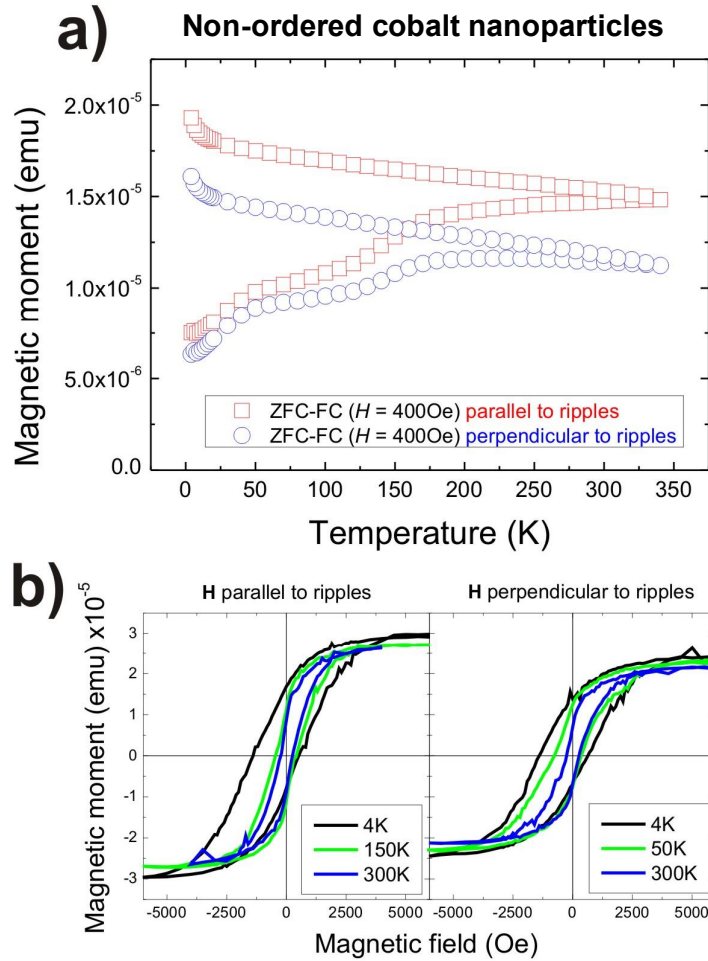 a) Non-ordered cobalt nanoparticles
2.0x10⁻⁵
1.5x10⁻⁵
1.0x10⁻⁵
5.0x10⁻⁶
0.0
Magnetic moment (emu)
ZFC-FC (H = 400Oe) parallel to ripples
ZFC-FC (H = 400Oe) perpendicular to ripples
0 50 100 150 200 250 300 350
Temperature (K)
b)
H parallel to ripples
H perpendicular to ripples
Magnetic moment (emu) x10⁻⁵
3
2
1
0
-1
-2
-3
4K
150K
300K
4K
50K
300K
-5000 -2500 0 2500 5000
-5000 -2500 0 2500 5000
Magnetic field (Oe)